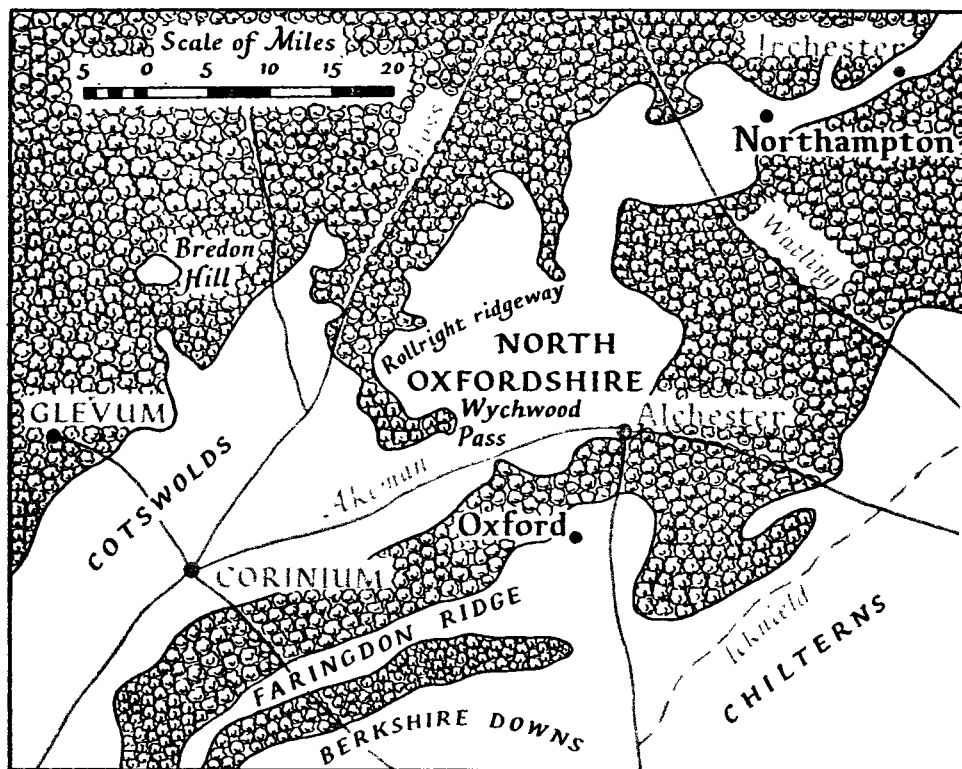 Scale of Miles
5 0 5 10 15 20
Foss
Irchester
Northampton
Watling
Bredon
Hill
Rollright ridgeway
NORTH
OXFORDSHIRE
Wychwood
Pass
GLEVUM
Alchester
COTSWOLDS
Akeman
Oxford
CORINIUM
FARINGDON RIDGE
Icknield
CHILTERNS
BERKSHIRE DOWNS